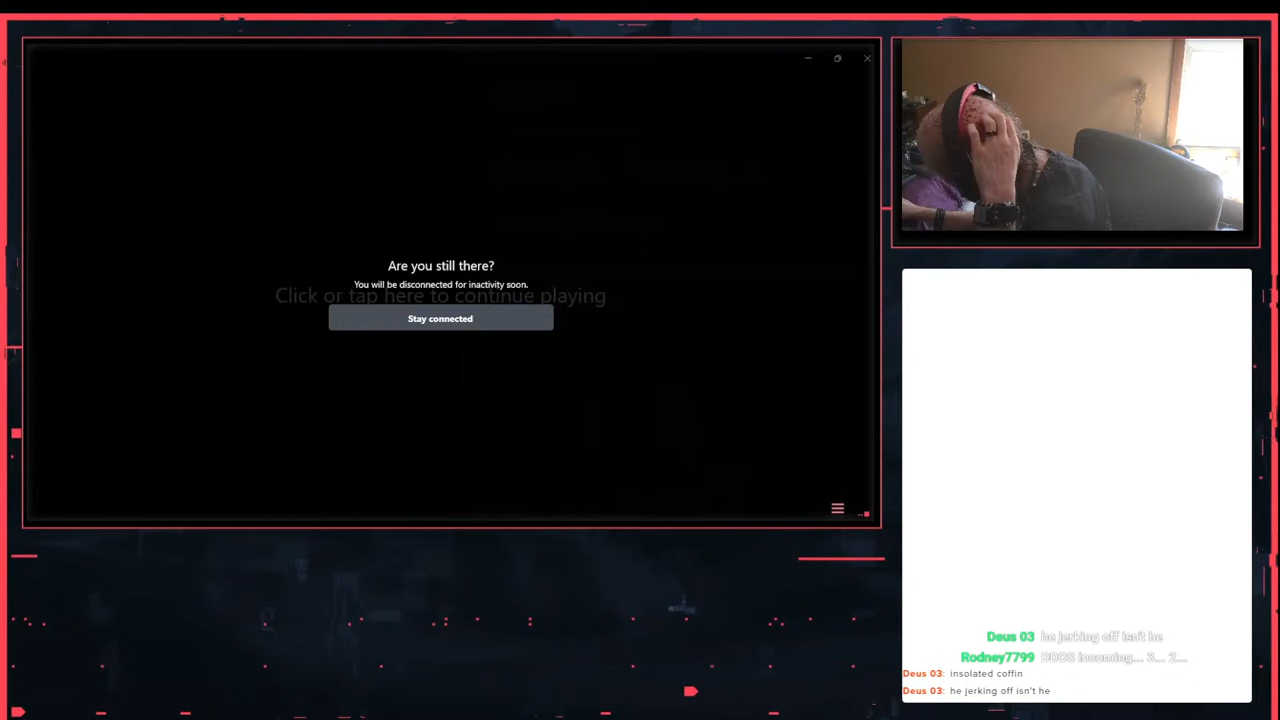 Are you still there?
You will be disconnected for inactivity soon.
Click or tap here to continue playing
Stay connected
Deus 03 he jerking off isn't he
Rodney7799 DDOS incoming... 3... 2...
Deus 03: insolated coffin
Deus 03: he jerking off isn't he